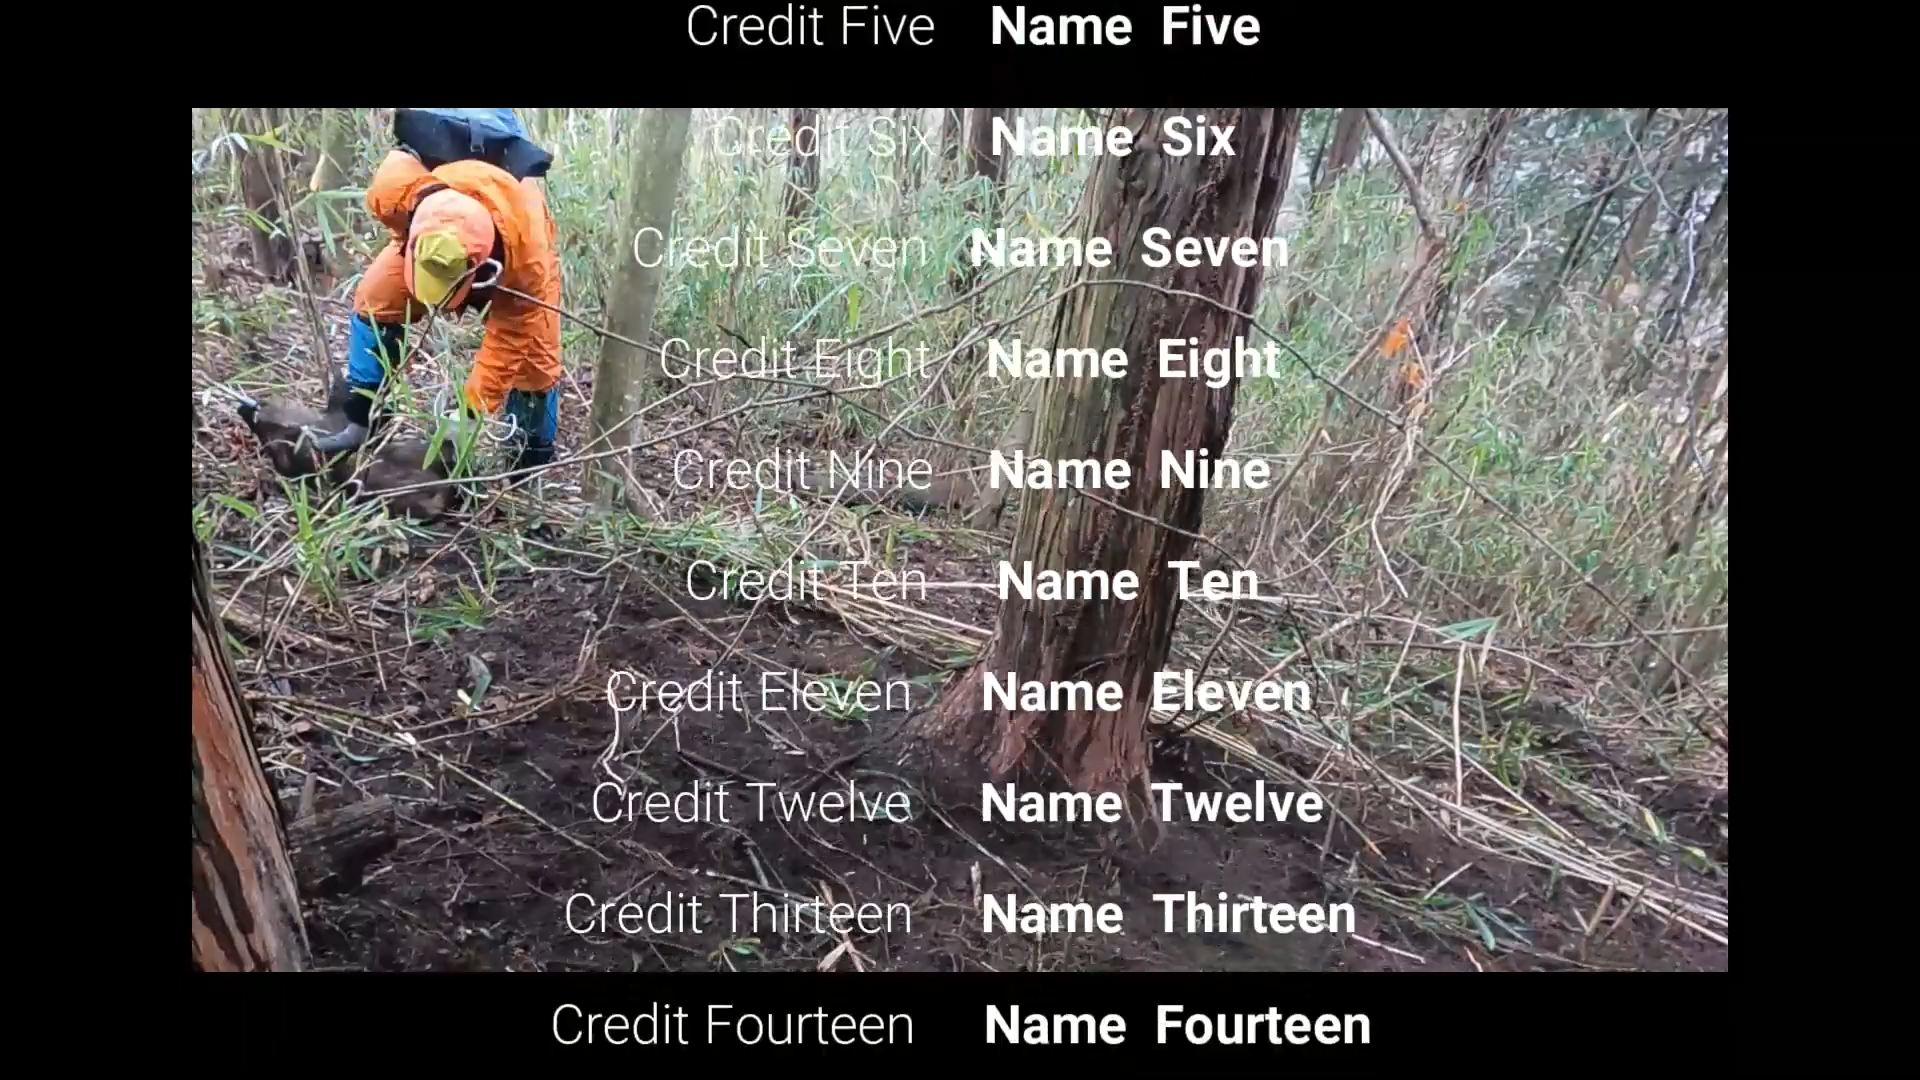 Credit Five Name Five
Credit Six Name Six
Credit Seven Name Seven
Credit Eight Name Eight
Credit Nine Name Nine
Credit Ten Name Ten
Credit Eleven Name Eleven
Credit Twelve Name Twelve
Credit Thirteen Name Thirteen
Credit Fourteen Name Fourteen